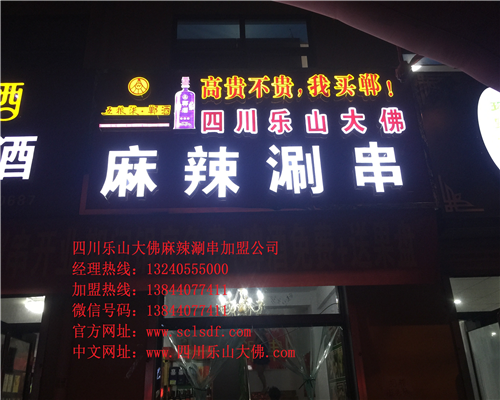 高贵不贵，我买郸！
四川乐山大佛
麻辣涮串
酒
酒
四川乐山大佛麻辣涮串加盟公司
经理热线：13240555000
加盟热线：13844077411
微信号码：13844077411
官方网址：www.sclsdf.com
中文网址：www.四川乐山大佛.com